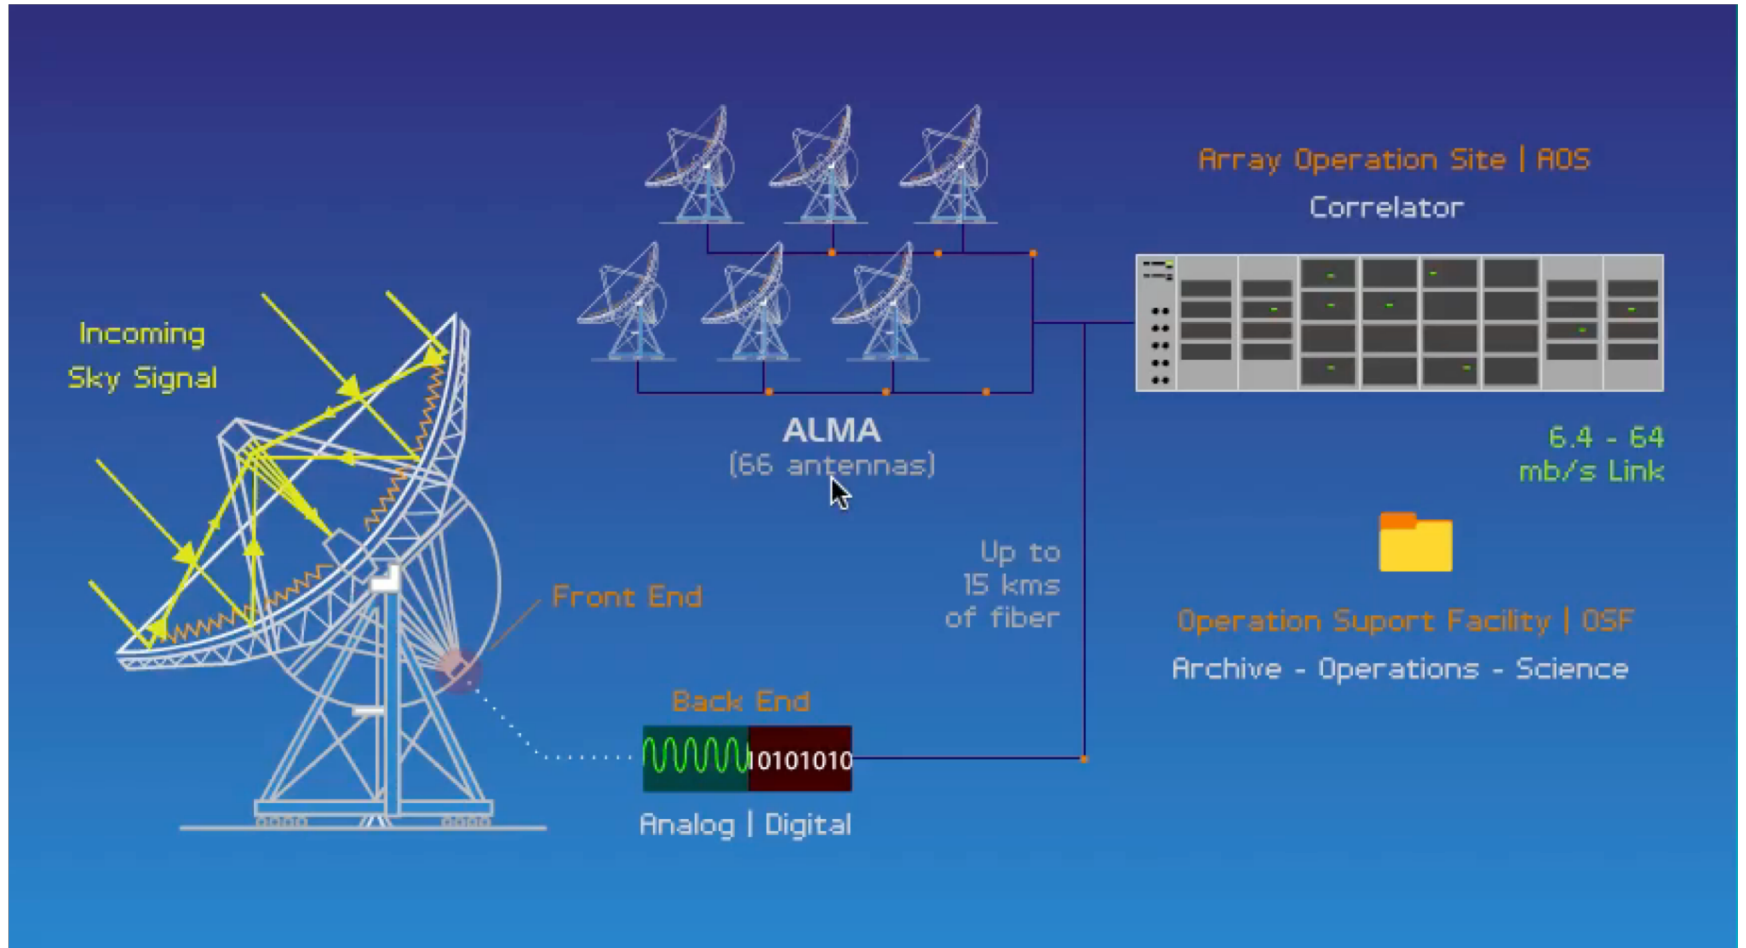 Incoming
Sky Signal
Front End
Back End
10101010
Analog | Digital
ALMA
(66 antennas)
Up to
15 kms
of fiber
Array Operation Site | AOS
Correlator
6.4 - 64
mb/s Link
Operation Suport Facility | OSF
Archive - Operations - Science